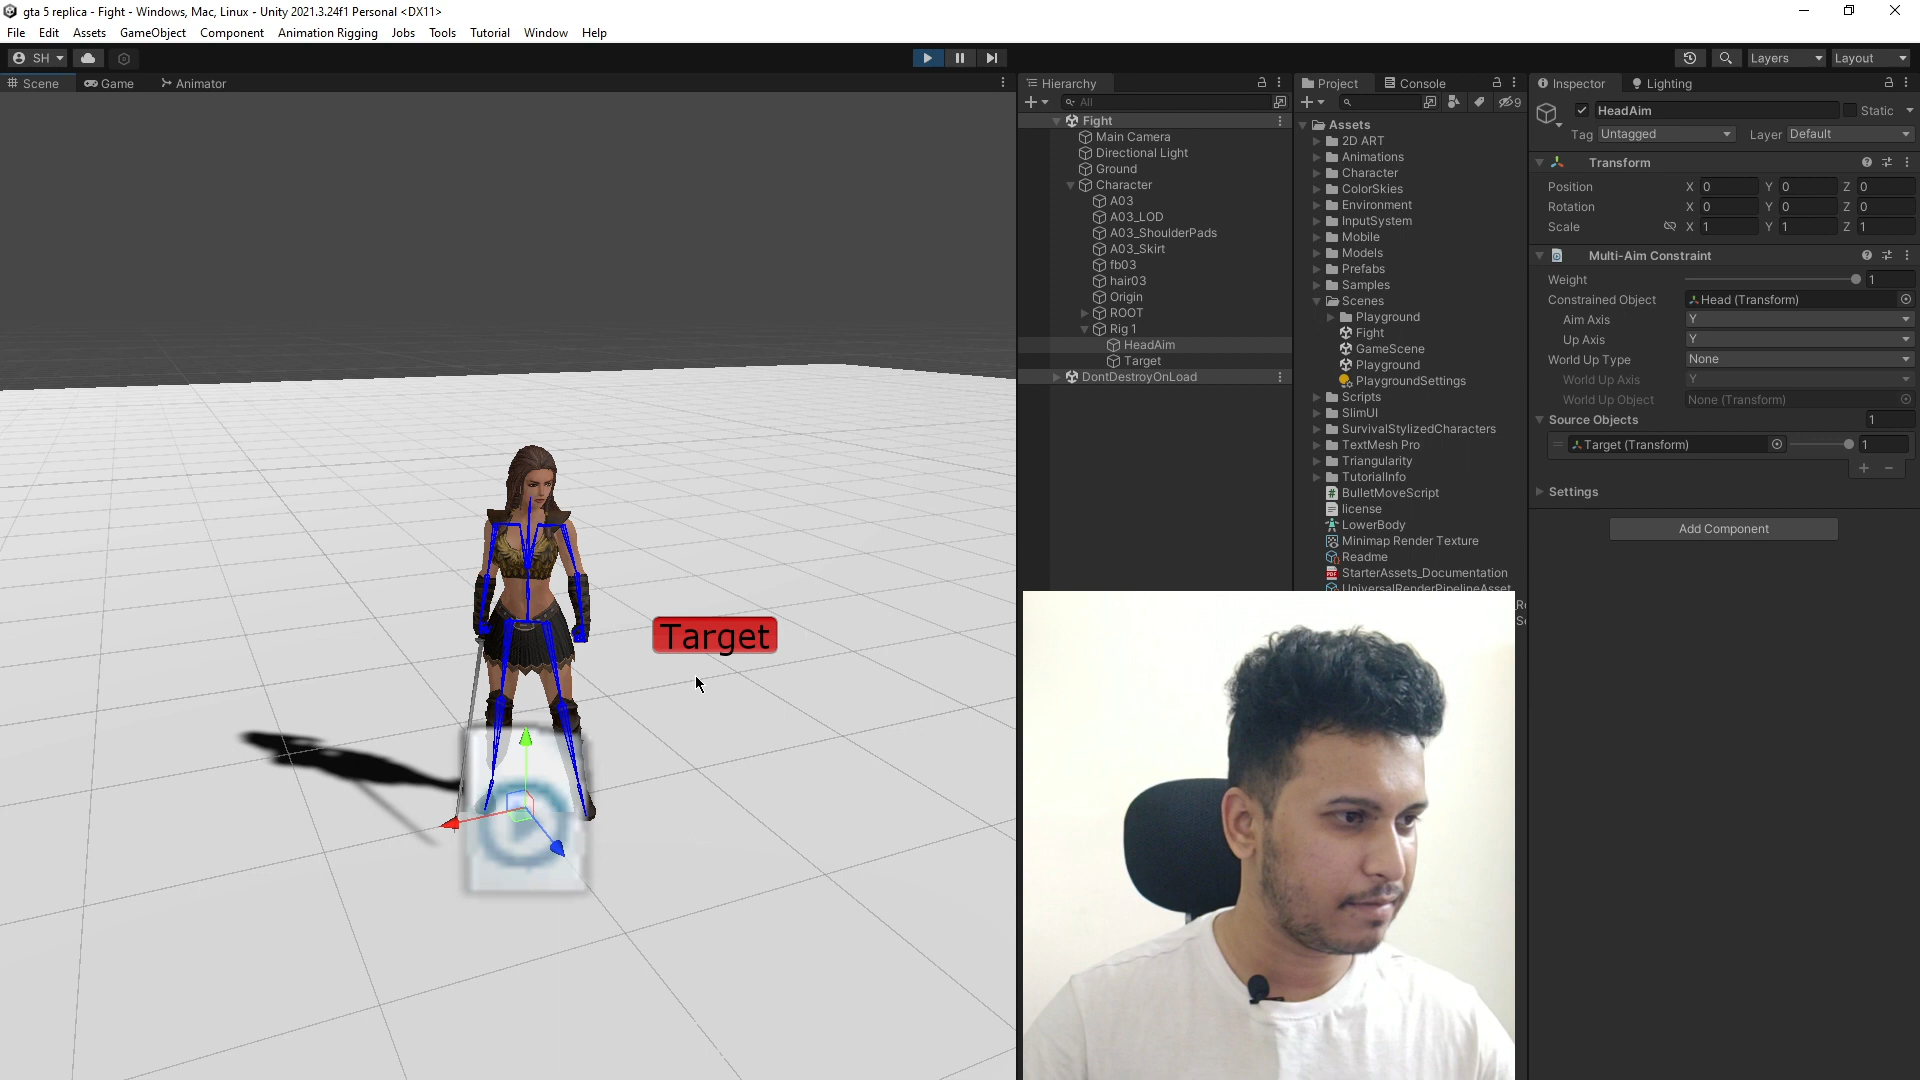 gta 5 replica - Fight - Windows, Mac, Linux - Unity 2021.3.24f1 Personal <DX11>
File Edit Assets GameObject Component Animation Rigging Jobs Tools Tutorial Window Help
SH Layers Layout
Scene Game Animator
Hierarchy
All
Fight
Main Camera
Directional Light
Ground
Character
A03
A03_LOD
A03_ShoulderPads
A03_Skirt
fb03
hair03
Origin
ROOT
Rig 1
HeadAim
Target
DontDestroyOnLoad
Project Console
9
Assets
2D ART
Animations
Character
ColorSkies
Environment
InputSystem
Mobile
Models
Prefabs
Samples
Scenes
Playground
Fight
GameScene
Playground
PlaygroundSettings
Scripts
SlimUI
SurvivalStylizedCharacters
TextMesh Pro
Triangularity
TutorialInfo
BulletMoveScript
license
LowerBody
Minimap Render Texture
Readme
StarterAssets_Documentation
UniversalRenderPipelineAsset
Inspector Lighting
HeadAim Static
Tag Untagged Layer Default
Transform
Position X 0 Y 0 Z 0
Rotation X 0 Y 0 Z 0
Scale X 1 Y 1 Z 1
Multi-Aim Constraint
Weight 1
Constrained Object Head (Transform)
Aim Axis Y
Up Axis Y
World Up Type None
World Up Axis Y
World Up Object None (Transform)
Source Objects 1
Target (Transform) 1
Settings
Add Component
Target